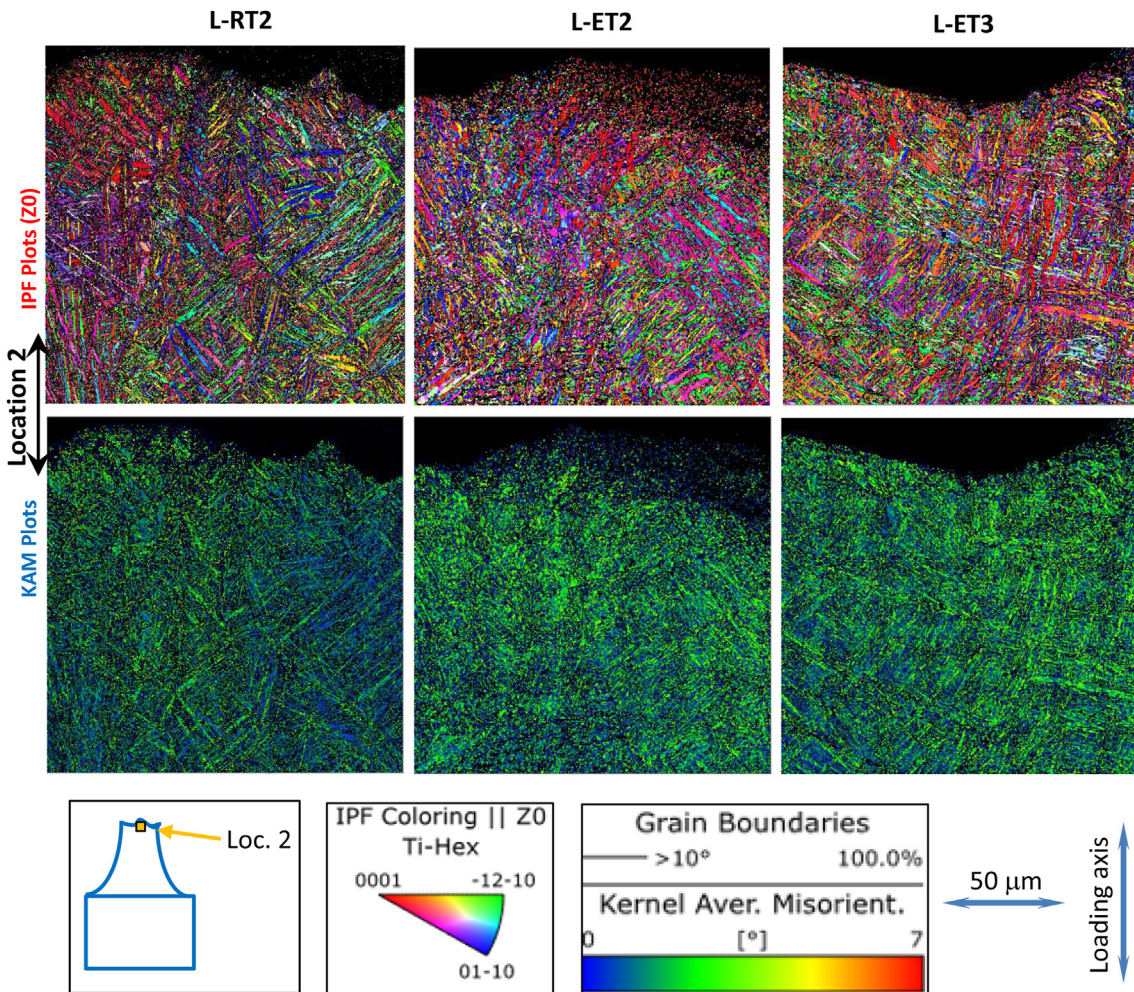 L-RT2 L-ET2 L-ET3
IPF Plots (Z0)
Location 2
KAM Plots
Loc. 2
IPF Coloring || Z0
Ti-Hex
0001 -12-10
01-10
Grain Boundaries
>10° 100.0%
Kernel Aver. Misorient.
0 [°] 7
50 μm
Loading axis